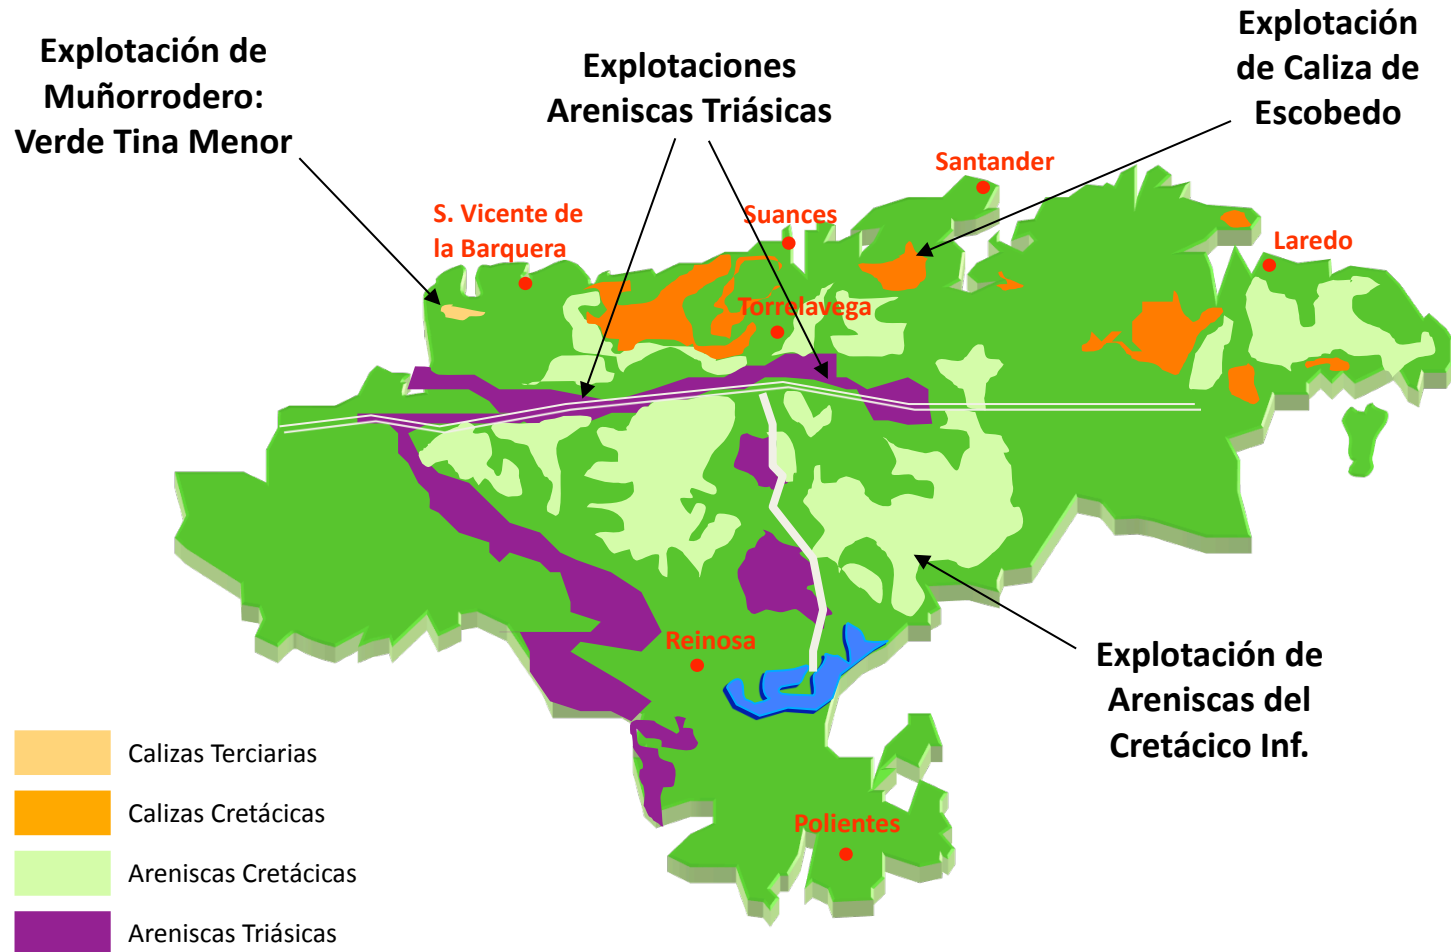 Explotación de
Muñorrodero:
Verde Tina Menor
Explotaciones
Areniscas Triásicas
Explotación
de Caliza de
Escobedo
Santander
S. Vicente de
la Barquera
Suances
Laredo
Torrelavega
Reinosa
Explotación de
Areniscas del
Cretácico Inf.
Polientes
Calizas Terciarias
Calizas Cretácicas
Areniscas Cretácicas
Areniscas Triásicas